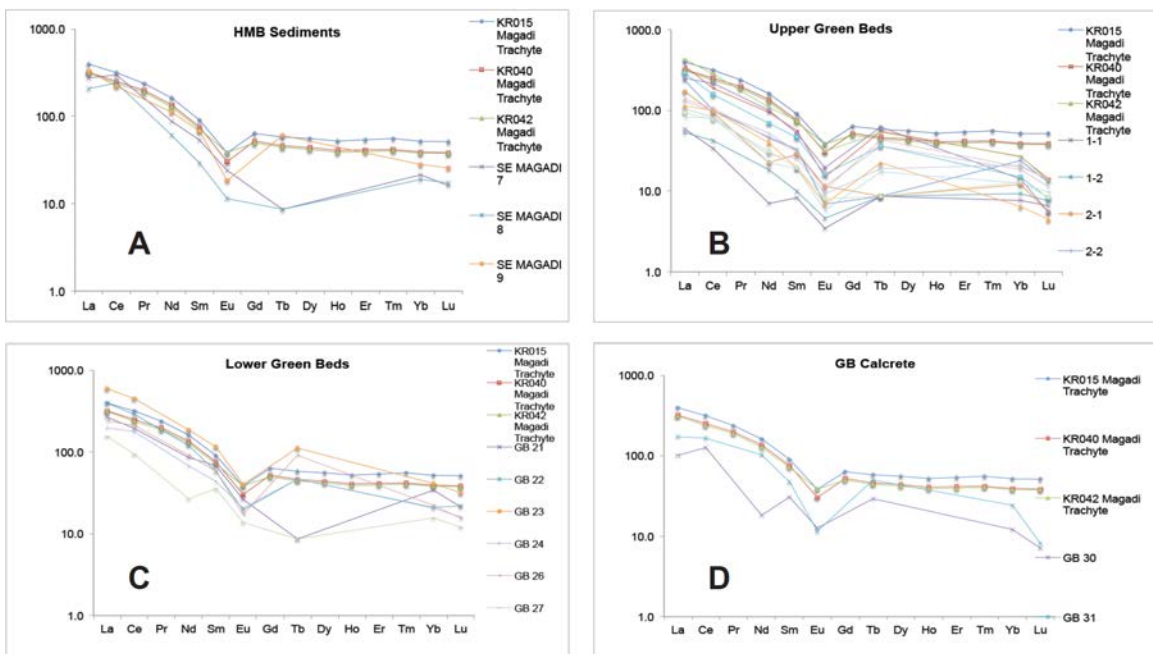 HMB Sediments
1000.0
100.0
10.0
1.0
La Ce Pr Nd Sm Eu Gd Tb Dy Ho Er Tm Yb Lu
A
KR015
Magadi
Trachyte
KR040
Magadi
Trachyte
KR042
Magadi
Trachyte
SE MAGADI
7
SE MAGADI
8
SE MAGADI
9
Upper Green Beds
1000.0
100.0
10.0
1.0
La Ce Pr Nd Sm Eu Gd Tb Dy Ho Er Tm Yb Lu
B
KR015
Magadi
Trachyte
KR040
Magadi
Trachyte
KR042
Magadi
Trachyte
1-1
1-2
2-1
2-2
Lower Green Beds
1000.0
100.0
10.0
1.0
La Ce Pr Nd Sm Eu Gd Tb Dy Ho Er Tm Yb Lu
C
KR015
Magadi
Trachyte
KR040
Magadi
Trachyte
KR042
Magadi
Trachyte
GB 21
GB 22
GB 23
GB 24
GB 26
GB 27
GB Calcrete
1000.0
100.0
10.0
1.0
La Ce Pr Nd Sm Eu Gd Tb Dy Ho Er Tm Yb Lu
D
KR015 Magadi
Trachyte
KR040 Magadi
Trachyte
KR042 Magadi
Trachyte
GB 30
GB 31